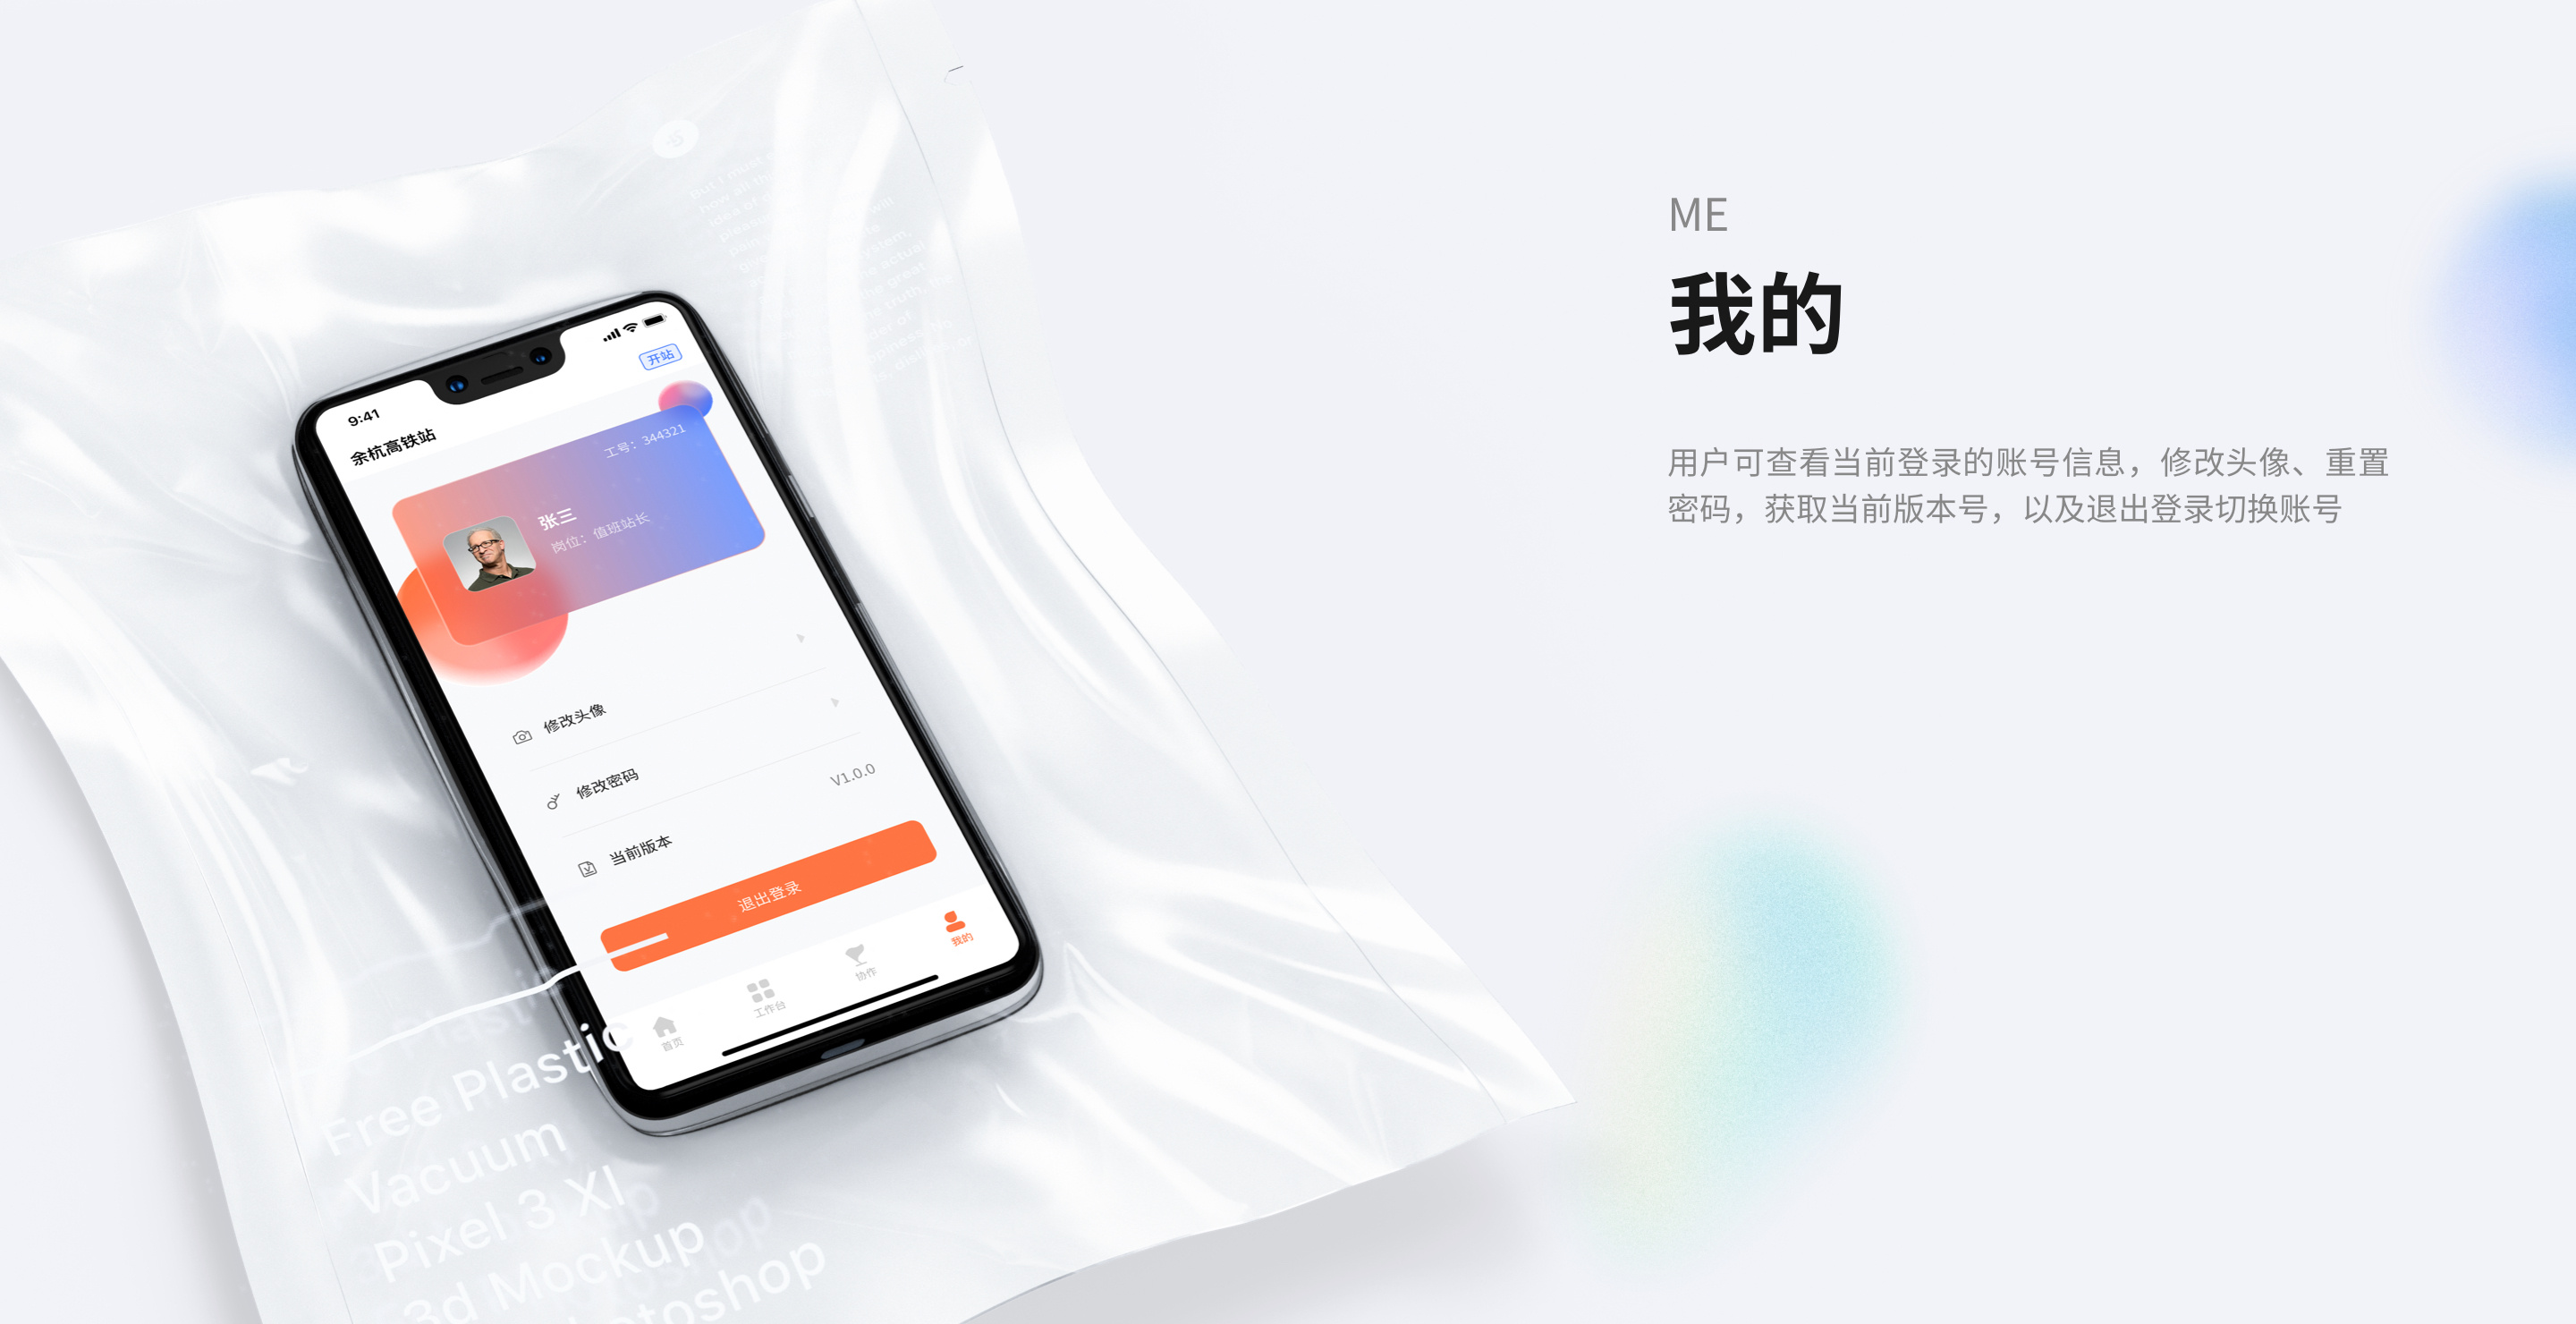 ME
我的
用户可查看当前登录的账号信息，修改头像、重置
密码，获取当前版本号，以及退出登录切换账号
9:41
开站
余杭高铁站
工号：344321
张三
岗位：值班站长
修改头像
修改密码
当前版本
V1.0.0
退出登录
首页
工作台
协作
我的
Free Plastic
Vacuum
Pixel 3 Xl
3d Mockup